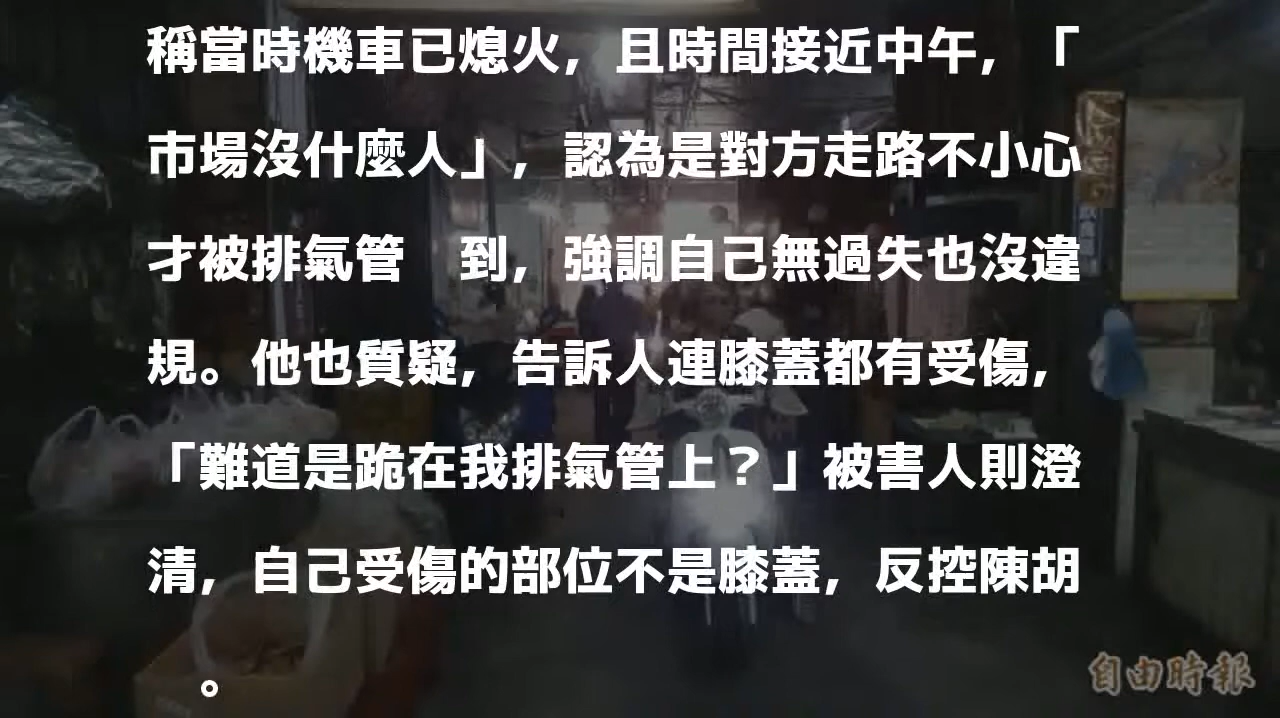 稱當時機車已熄火，且時間接近中午，「
市場沒什麼人」，認為是對方走路不小心
才被排氣管　到，強調自己無過失也沒違
規。他也質疑，告訴人連膝蓋都有受傷，
「難道是跪在我排氣管上？」被害人則澄
清，自己受傷的部位不是膝蓋，反控陳胡
　。
自由時報